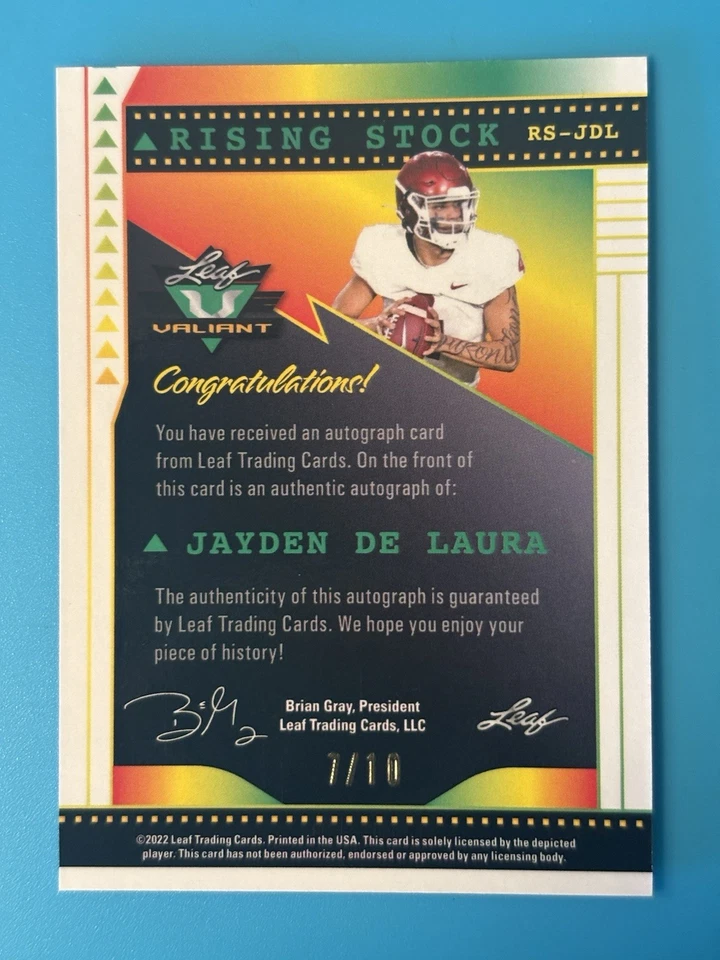 RISING STOCK RS-JDL
Leaf
VALIANT
Congratulations!
You have received an autograph card
from Leaf Trading Cards. On the front of
this card is an authentic autograph of:
JAYDEN DE LAURA
The authenticity of this autograph is guaranteed
by Leaf Trading Cards. We hope you enjoy your
piece of history!
Brian Gray, President
Leaf Trading Cards, LLC
Leaf
7/10
©2022 Leaf Trading Cards. Printed in the USA. This card is solely licensed by the depicted
player. This card has not been authorized, endorsed or approved by any licensing body.